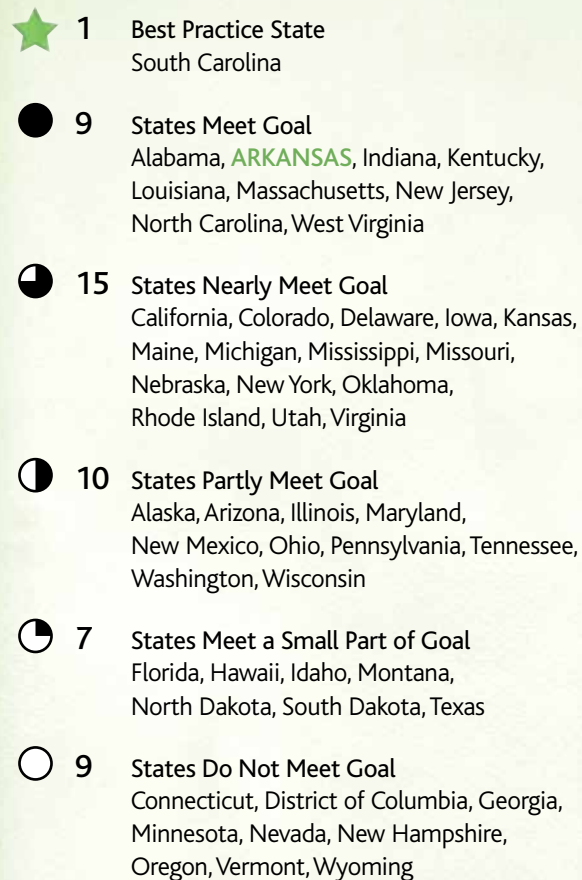 1 Best Practice State
South Carolina
9 States Meet Goal
Alabama, ARKANSAS, Indiana, Kentucky,
Louisiana, Massachusetts, New Jersey,
North Carolina, West Virginia
15 States Nearly Meet Goal
California, Colorado, Delaware, Iowa, Kansas,
Maine, Michigan, Mississippi, Missouri,
Nebraska, New York, Oklahoma,
Rhode Island, Utah, Virginia
10 States Partly Meet Goal
Alaska, Arizona, Illinois, Maryland,
New Mexico, Ohio, Pennsylvania, Tennessee,
Washington, Wisconsin
7 States Meet a Small Part of Goal
Florida, Hawaii, Idaho, Montana,
North Dakota, South Dakota, Texas
9 States Do Not Meet Goal
Connecticut, District of Columbia, Georgia,
Minnesota, Nevada, New Hampshire,
Oregon, Vermont, Wyoming